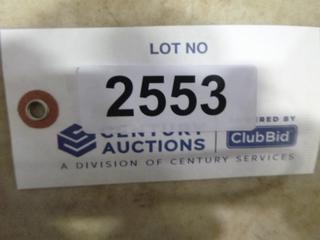 LOT NO
2553
CENTURY
AUCTIONS
ClubBid
A DIVISION OF CENTURY SERVICES